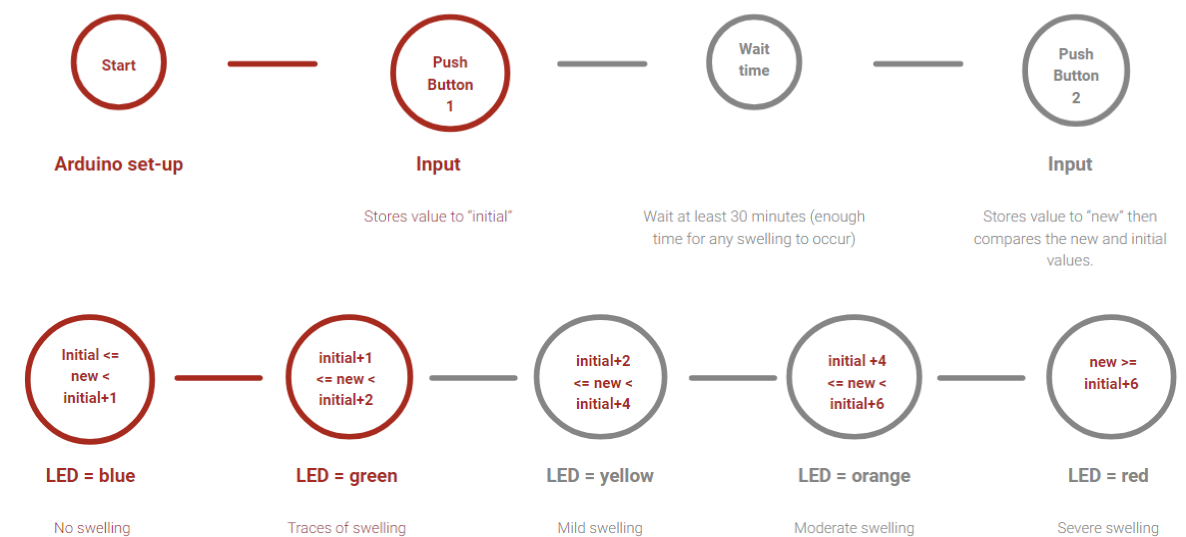 Start
Push
Button
1
Wait
time
Push
Button
2
Arduino set-up
Input
Input
Stores value to "initial"
Wait at least 30 minutes (enough
time for any swelling to occur)
Stores value to "new" then
compares the new and initial
values.
Initial <=
new <
initial+1
initial+1
<= new <
initial+2
initial+2
<= new <
initial+4
initial +4
<= new <
initial+6
new >=
initial+6
LED = blue
LED = green
LED = yellow
LED = orange
LED = red
No swelling
Traces of swelling
Mild swelling
Moderate swelling
Severe swelling